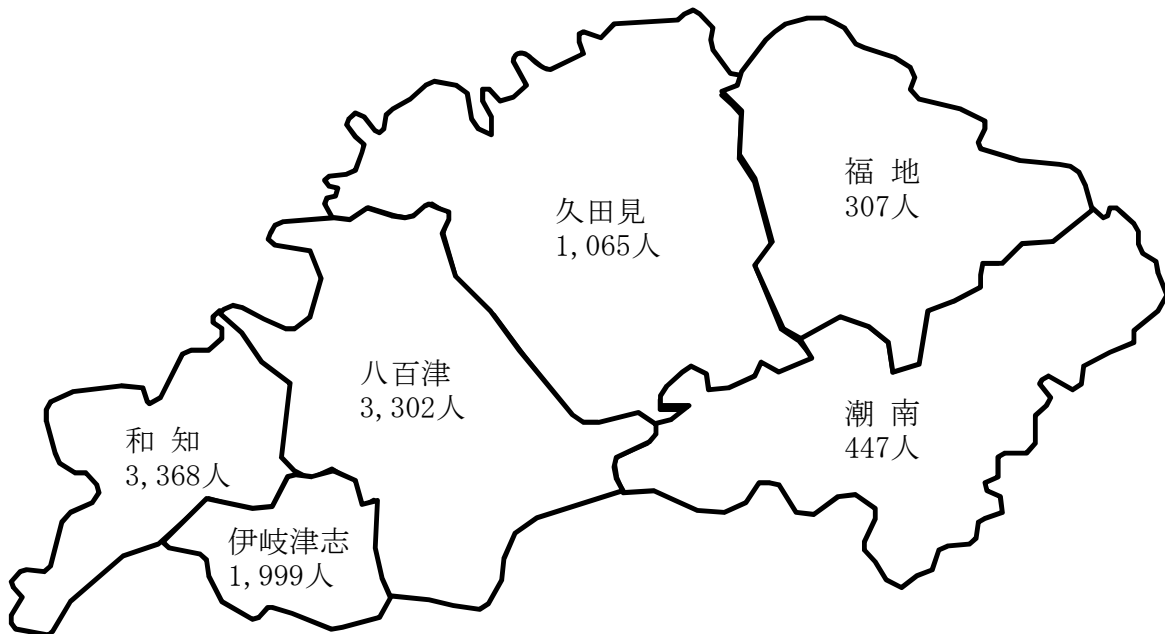 福 地
307人
久田見
1,065人
八百津
3,302人
潮 南
447人
和 知
3,368人
伊岐津志
1,999人